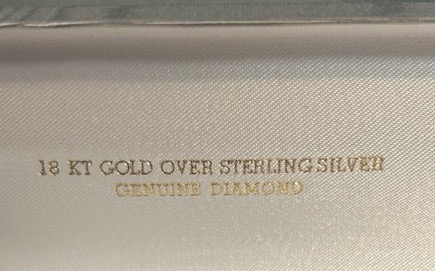 18 KT GOLD OVER STERLING SILVER
GENUINE DIAMOND